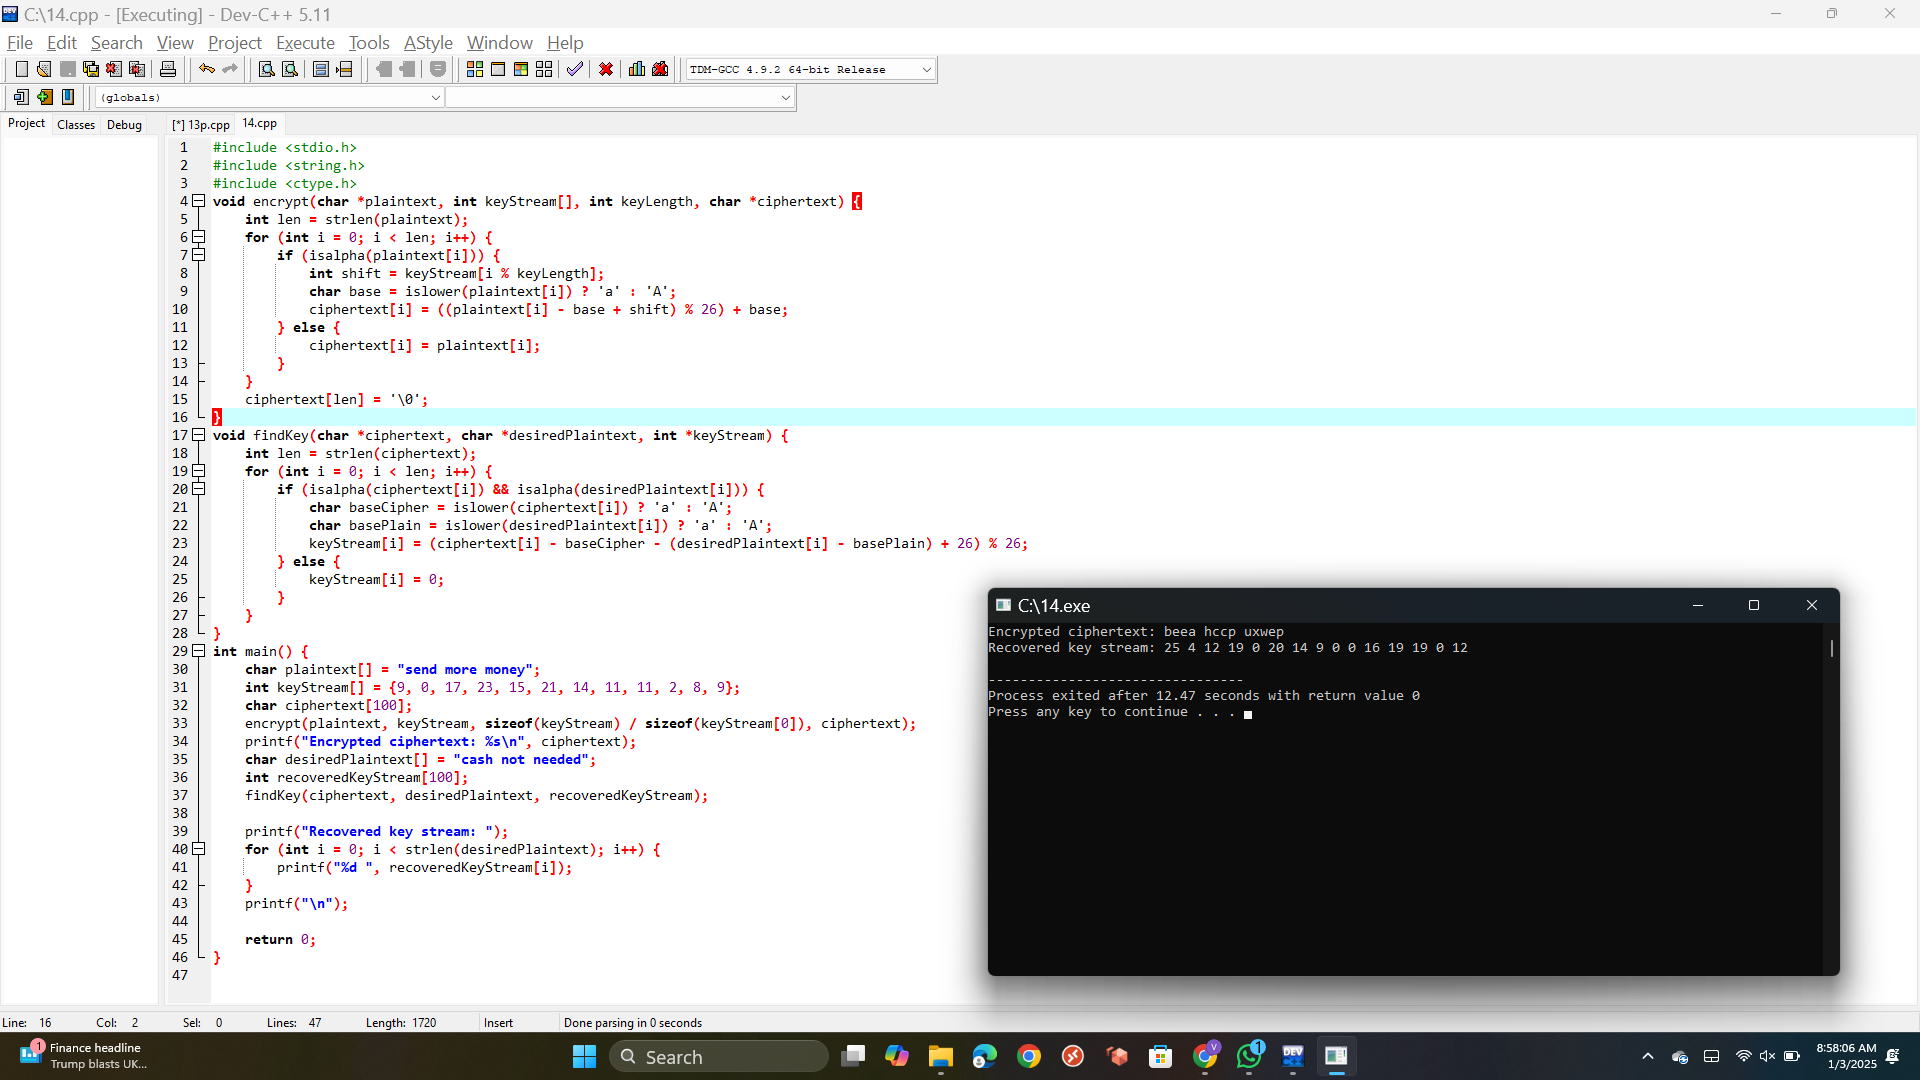 C:\14.cpp - [Executing] - Dev-C++ 5.11
File Edit Search View Project Execute Tools AStyle Window Help
TDM-GCC 4.9.2 64-bit Release
(globals)
Project Classes Debug
[*] 13p.cpp 14.cpp
1 #include <stdio.h>
2 #include <string.h>
3 #include <ctype.h>
4 void encrypt(char *plaintext, int keyStream[], int keyLength, char *ciphertext) {
5 int len = strlen(plaintext);
6 for (int i = 0; i < len; i++) {
7 if (isalpha(plaintext[i])) {
8 int shift = keyStream[i % keyLength];
9 char base = islower(plaintext[i]) ? 'a' : 'A';
10 ciphertext[i] = ((plaintext[i] - base + shift) % 26) + base;
11 } else {
12 ciphertext[i] = plaintext[i];
13 }
14 }
15 ciphertext[len] = '\0';
16 }
17 void findKey(char *ciphertext, char *desiredPlaintext, int *keyStream) {
18 int len = strlen(ciphertext);
19 for (int i = 0; i < len; i++) {
20 if (isalpha(ciphertext[i]) && isalpha(desiredPlaintext[i])) {
21 char baseCipher = islower(ciphertext[i]) ? 'a' : 'A';
22 char basePlain = islower(desiredPlaintext[i]) ? 'a' : 'A';
23 keyStream[i] = (ciphertext[i] - baseCipher - (desiredPlaintext[i] - basePlain) + 26) % 26;
24 } else {
25 keyStream[i] = 0;
26 }
27 }
28 }
29 int main() {
30 char plaintext[] = "send more money";
31 int keyStream[] = {9, 0, 17, 23, 15, 21, 14, 11, 11, 2, 8, 9};
32 char ciphertext[100];
33 encrypt(plaintext, keyStream, sizeof(keyStream) / sizeof(keyStream[0]), ciphertext);
34 printf("Encrypted ciphertext: %s\n", ciphertext);
35 char desiredPlaintext[] = "cash not needed";
36 int recoveredKeyStream[100];
37 findKey(ciphertext, desiredPlaintext, recoveredKeyStream);
38
39 printf("Recovered key stream: ");
40 for (int i = 0; i < strlen(desiredPlaintext); i++) {
41 printf("%d ", recoveredKeyStream[i]);
42 }
43 printf("\n");
44
45 return 0;
46 }
47
C:\14.exe
Encrypted ciphertext: beea hccp uxwep
Recovered key stream: 25 4 12 19 0 20 14 9 0 0 16 19 19 0 12
--------------------------------
Process exited after 12.47 seconds with return value 0
Press any key to continue . . .
Line: 16 Col: 2 Sel: 0 Lines: 47 Length: 1720 Insert Done parsing in 0 seconds
1
Finance headline
Trump blasts UK...
Search
V
1
DEV
8:58:06 AM
1/3/2025